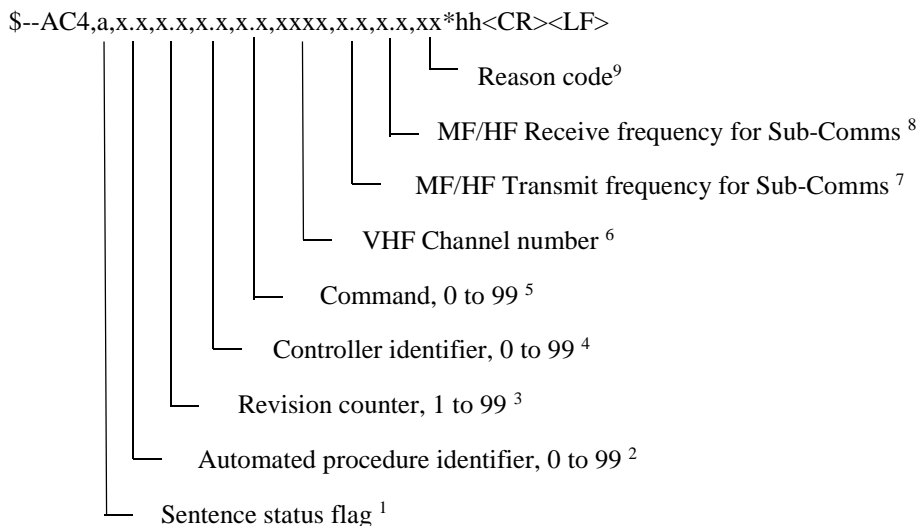 $--AC4,a,x.x,x.x,x.x,x.x,xxxx,x.x,x.x,xx*hh<CR><LF>
Reason code9
MF/HF Receive frequency for Sub-Comms 8
MF/HF Transmit frequency for Sub-Comms 7
VHF Channel number 6
Command, 0 to 99 5
Controller identifier, 0 to 99 4
Revision counter, 1 to 99 3
Automated procedure identifier, 0 to 99 2
Sentence status flag 1